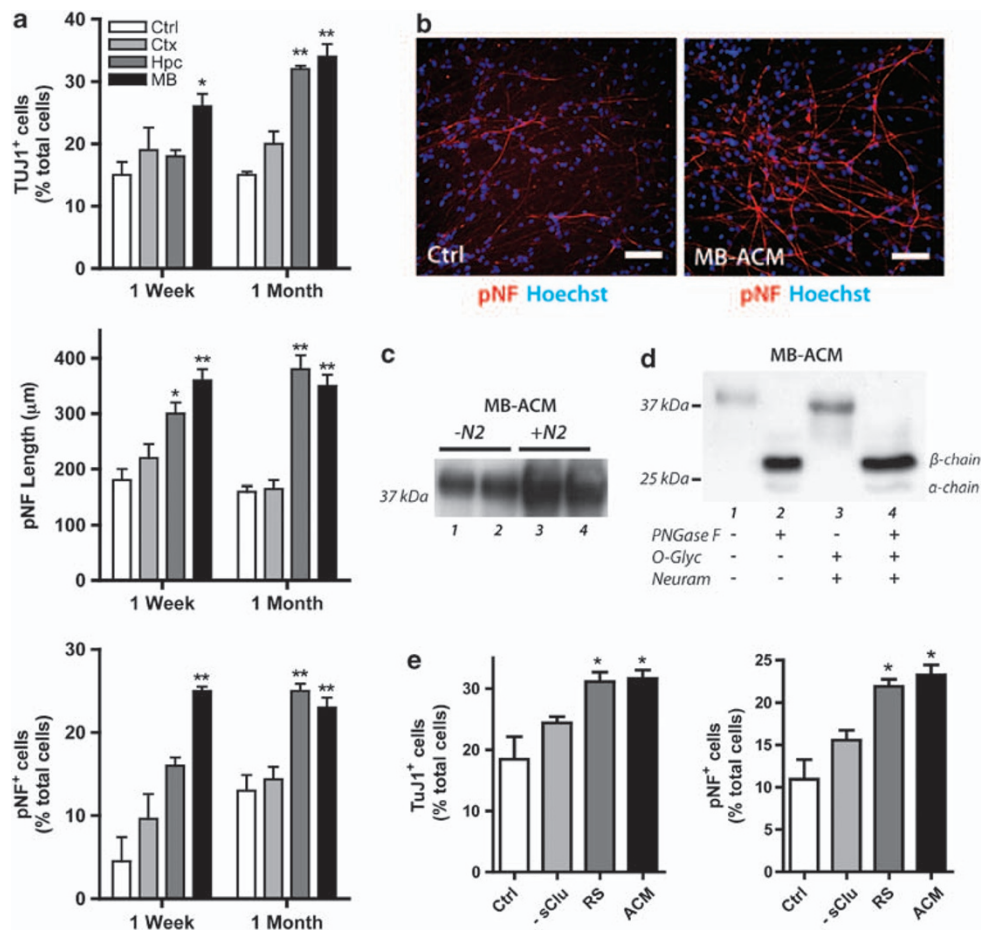 a
Ctrl
Ctx
Hpc
MB
TUJ1+ cells
(% total cells)
40
30
20
10
0
*
**
**
1 Week
1 Month
pNF Length (µm)
400
300
200
100
0
*
**
**
**
1 Week
1 Month
pNF+ cells
(% total cells)
30
20
10
0
**
**
**
1 Week
1 Month
b
Ctrl
MB-ACM
pNF Hoechst
pNF Hoechst
c
MB-ACM
-N2 +N2
37 kDa
1 2 3 4
d
MB-ACM
37 kDa
25 kDa
β-chain
α-chain
1 2 3 4
PNGase F - + - +
O-Glyc - - + +
Neuram - - + +
e
TuJ1+ cells
(% total cells)
30
20
10
0
*
*
Ctrl
- sClu
RS
ACM
pNF+ cells
(% total cells)
25
20
15
10
5
0
*
*
Ctrl
- sClu
RS
ACM